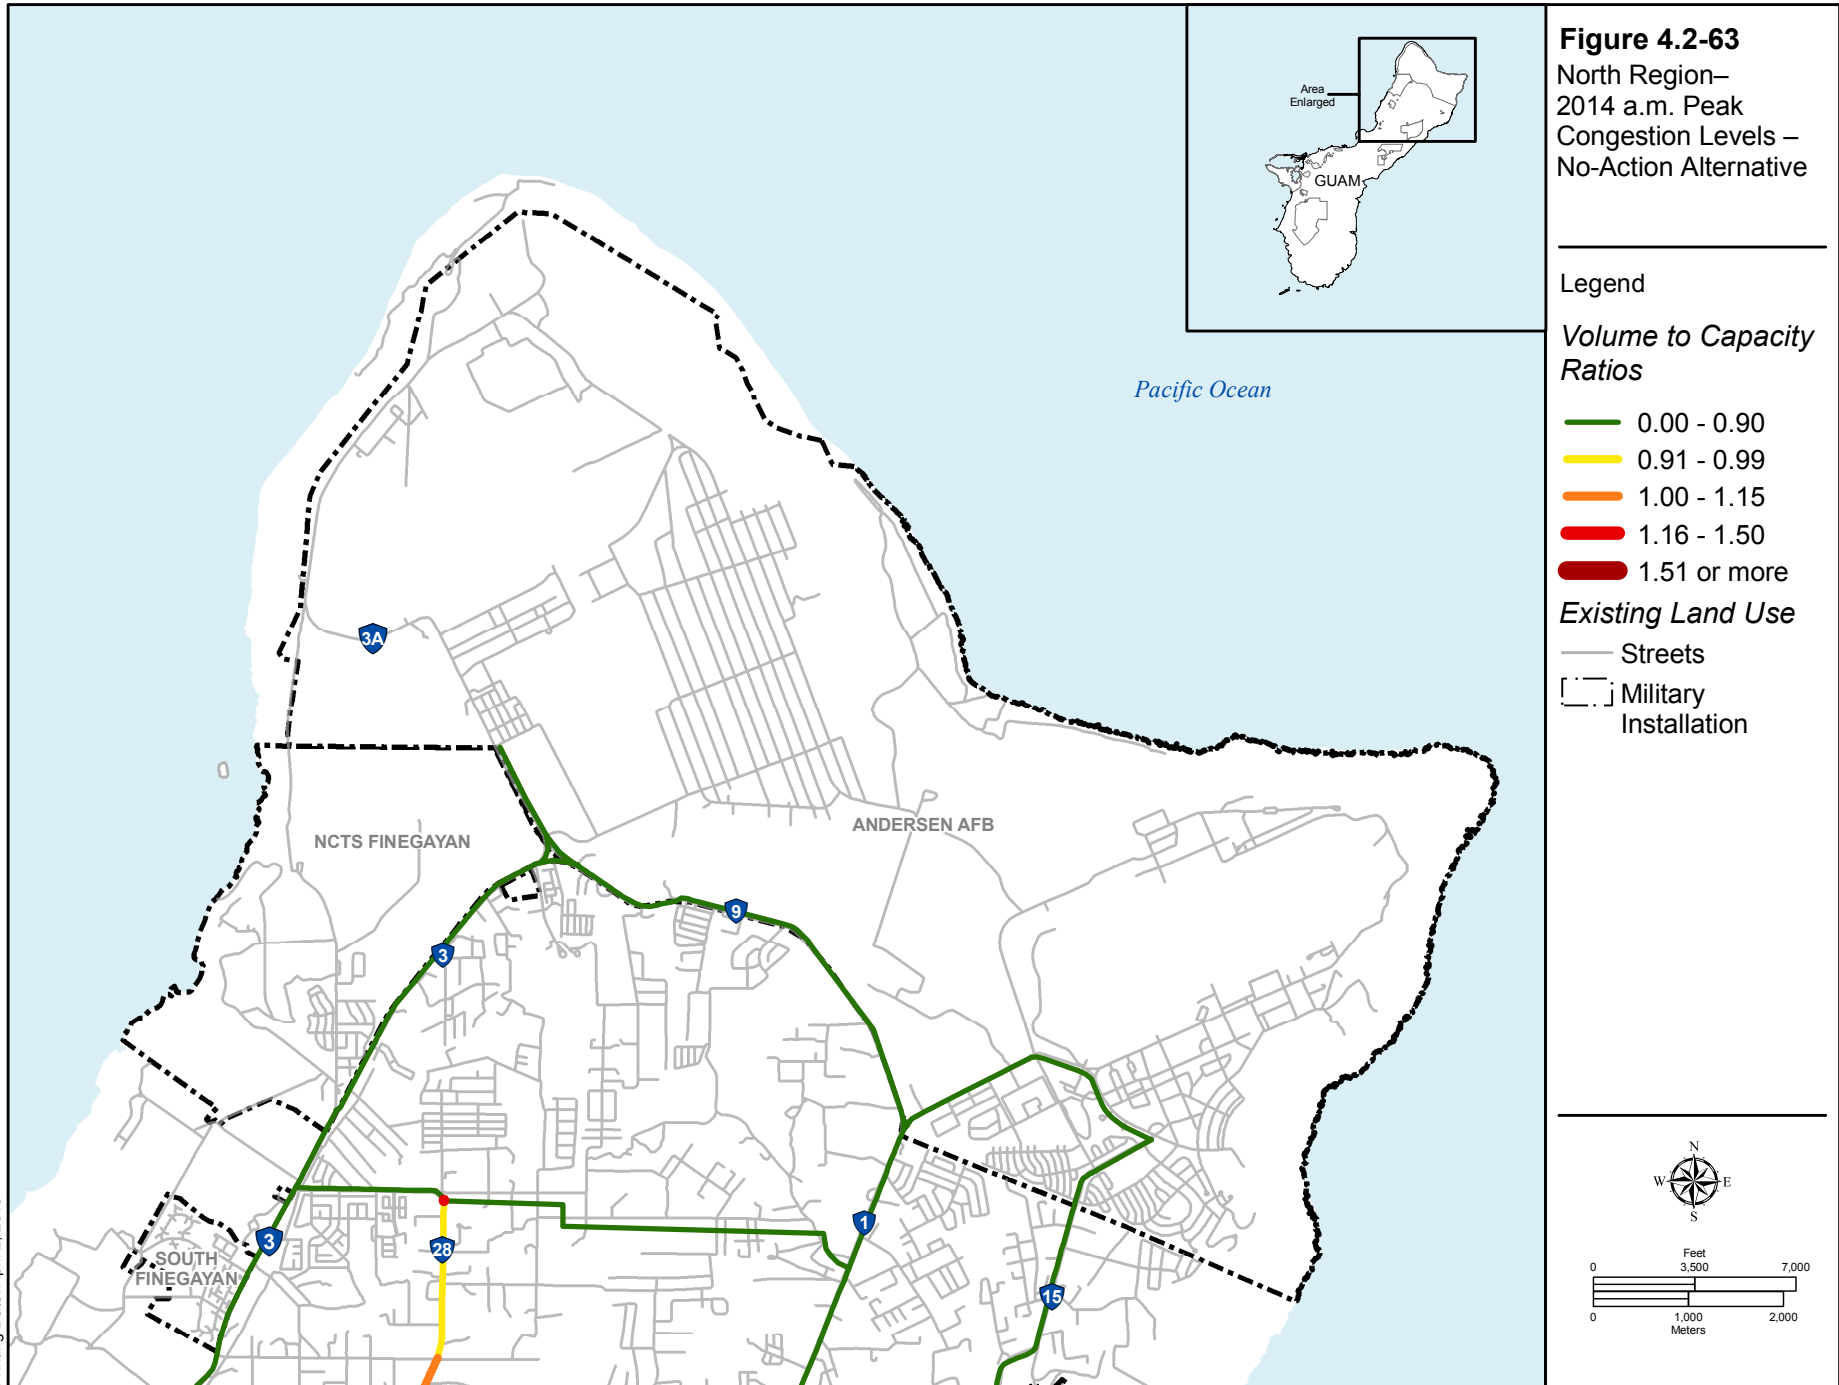 Figure 4.2-63
North Region–
2014 a.m. Peak
Congestion Levels –
No-Action Alternative
Legend
Volume to Capacity
Ratios
0.00 - 0.90
0.91 - 0.99
1.00 - 1.15
1.16 - 1.50
1.51 or more
Existing Land Use
Streets
Military
Installation
N
W E
S
Feet
0 3,500 7,000
0 1,000 2,000
Meters
Area
Enlarged
GUAM
Pacific Ocean
3A
NCTS FINEGAYAN
ANDERSEN AFB
9
3
1
3
28
SOUTH
FINEGAYAN
15